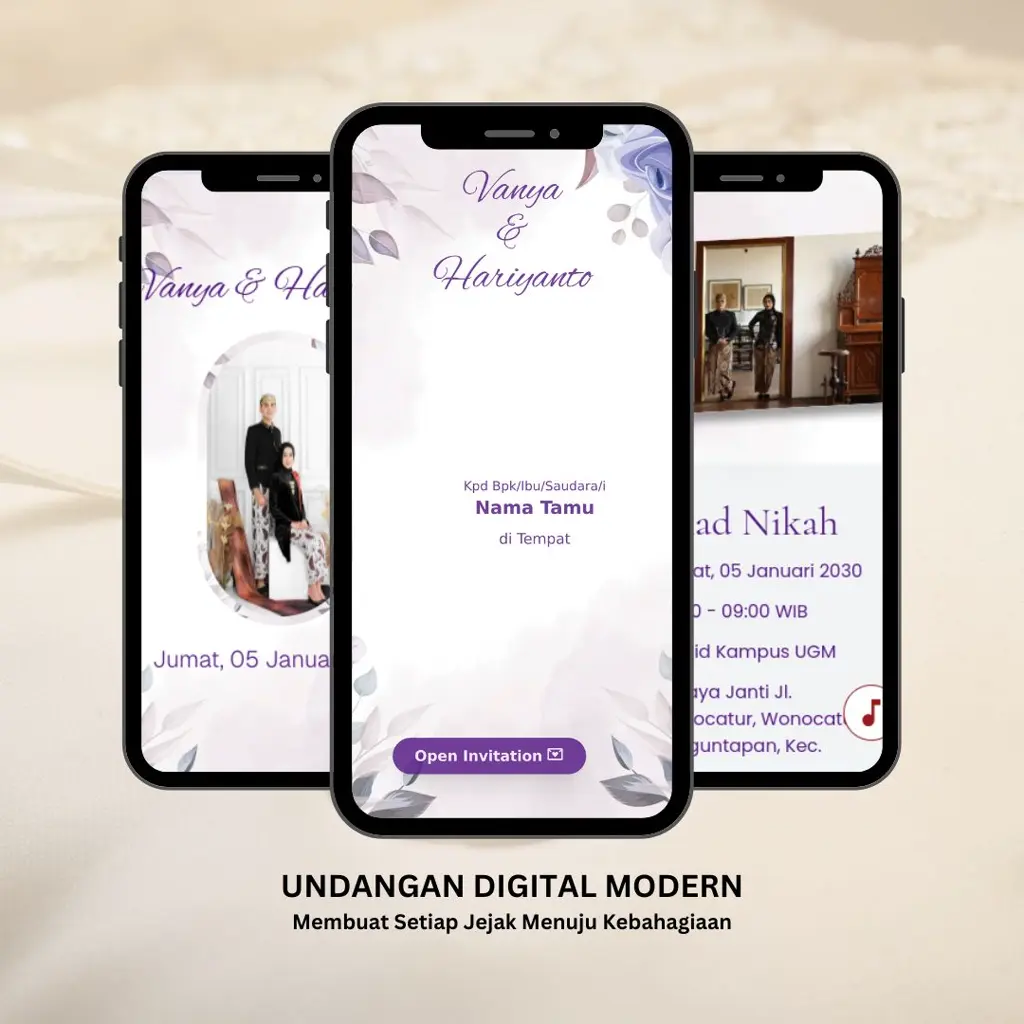 Vanya & Ha
Jumat, 05 Janua
Vanya
&
Hariyanto
Kpd Bpk/Ibu/Saudara/i
Nama Tamu
di Tempat
Open Invitation
ad Nikah
at, 05 Januari 2030
0 - 09:00 WIB
id Kampus UGM
aya Janti Jl.
ocatur, Wonocat
guntapan, Kec.
UNDANGAN DIGITAL MODERN
Membuat Setiap Jejak Menuju Kebahagiaan